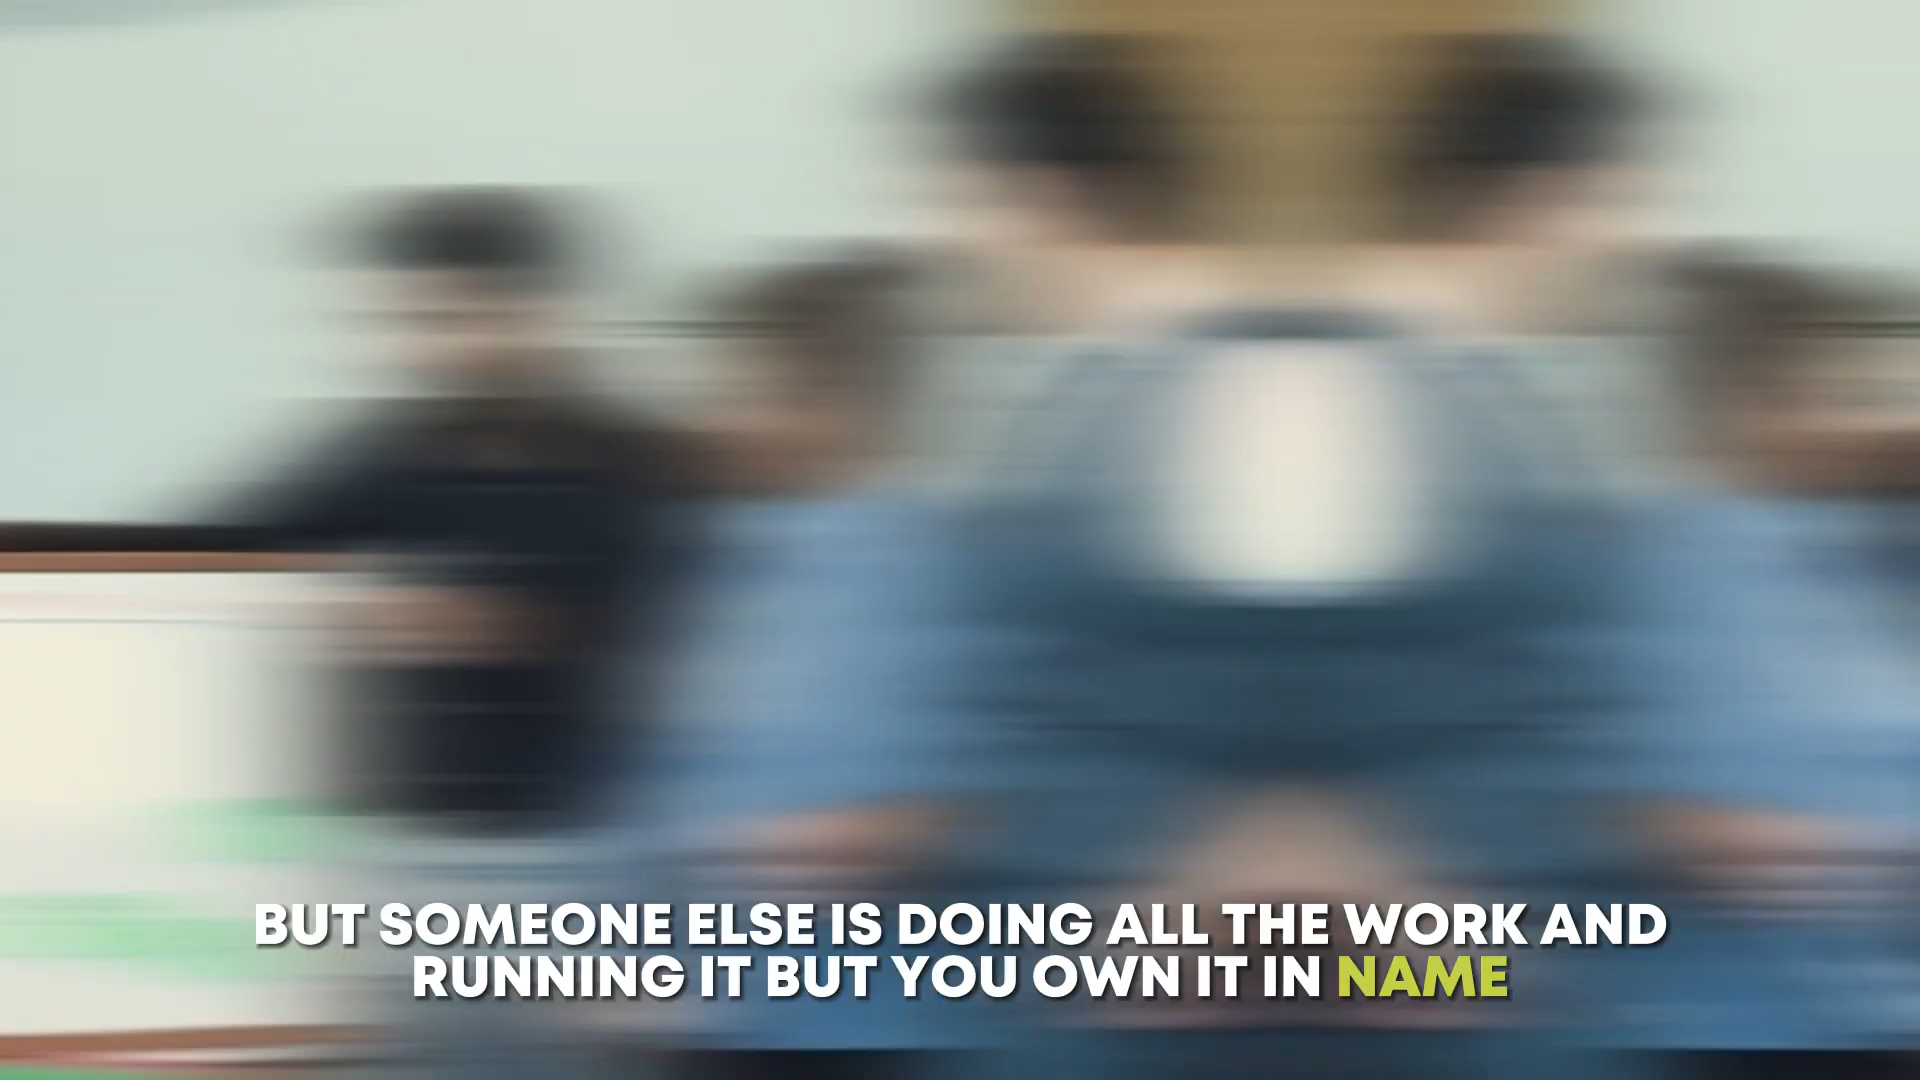 BUT SOMEONE ELSE IS DOING ALL THE WORK AND
RUNNING IT BUT YOU OWN IT IN NAME